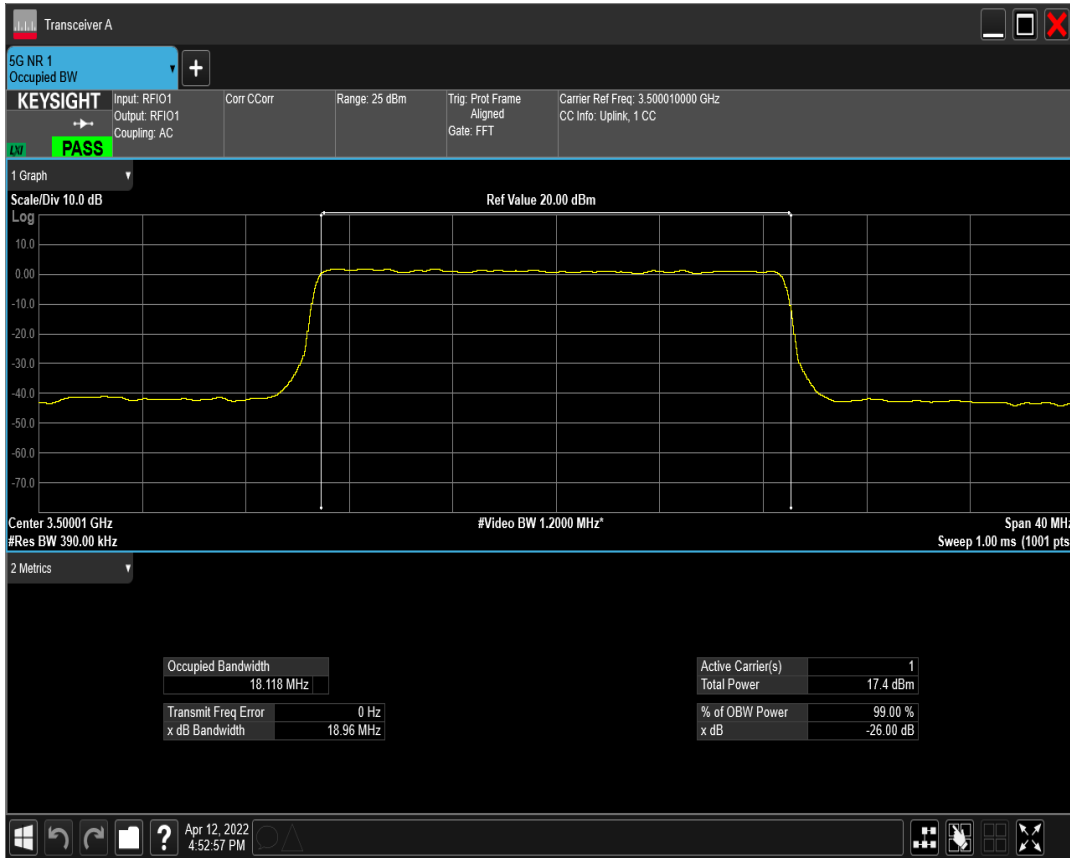 Transceiver A
5G NR 1
Occupied BW
KEYSIGHT
LXI
PASS
Input: RFIO1
Output: RFIO1
Coupling: AC
Corr CCorr
Range: 25 dBm
Trig: Prot Frame
Aligned
Gate: FFT
Carrier Ref Freq: 3.500010000 GHz
CC Info: Uplink, 1 CC
1 Graph
Scale/Div 10.0 dB
Ref Value 20.00 dBm
Log
10.0
0.00
-10.0
-20.0
-30.0
-40.0
-50.0
-60.0
-70.0
Center 3.50001 GHz
#Video BW 1.2000 MHz*
Span 40 MHz
#Res BW 390.00 kHz
Sweep 1.00 ms (1001 pts
2 Metrics
Occupied Bandwidth
18.118 MHz
Transmit Freq Error 0 Hz
x dB Bandwidth 18.96 MHz
Active Carrier(s) 1
Total Power 17.4 dBm
% of OBW Power 99.00 %
x dB -26.00 dB
?
Apr 12, 2022
4:52:57 PM